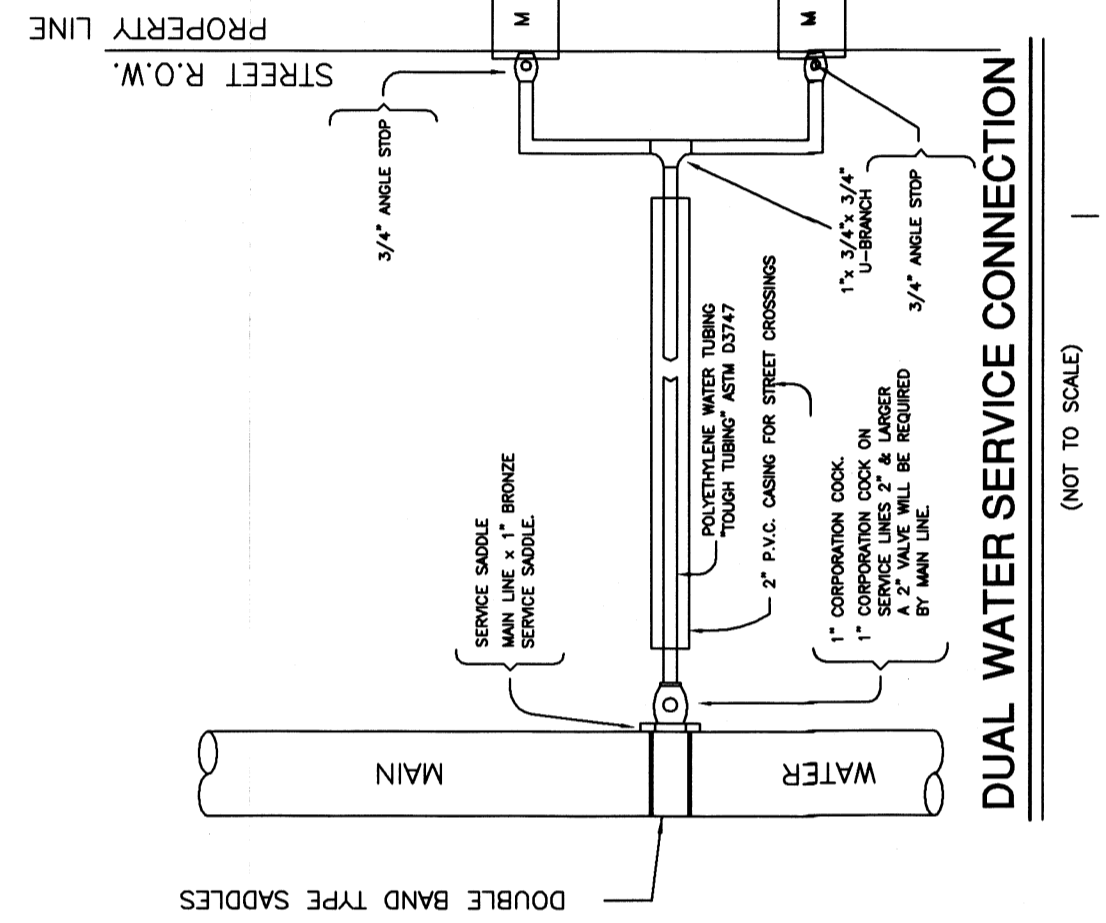 PROPERTY LINE
STREET R.O.W.
M
M
3/4" ANGLE STOP
1"x 3/4"x 3/4"
U-BRANCH
3/4" ANGLE STOP
POLYETHYLENE WATER TUBING
"TOUGH TUBING" ASTM D3747
2" P.V.C. CASING FOR STREET CROSSINGS
SERVICE SADDLE
MAIN LINE x 1" BRONZE
SERVICE SADDLE.
1" CORPORATION COCK.
1" CORPORATION COCK ON
SERVICE LINES 2" & LARGER
A 2" VALVE WILL BE REQUIRED
BY MAIN LINE.
WATER
MAIN
DOUBLE BAND TYPE SADDLES
DUAL WATER SERVICE CONNECTION
(NOT TO SCALE)